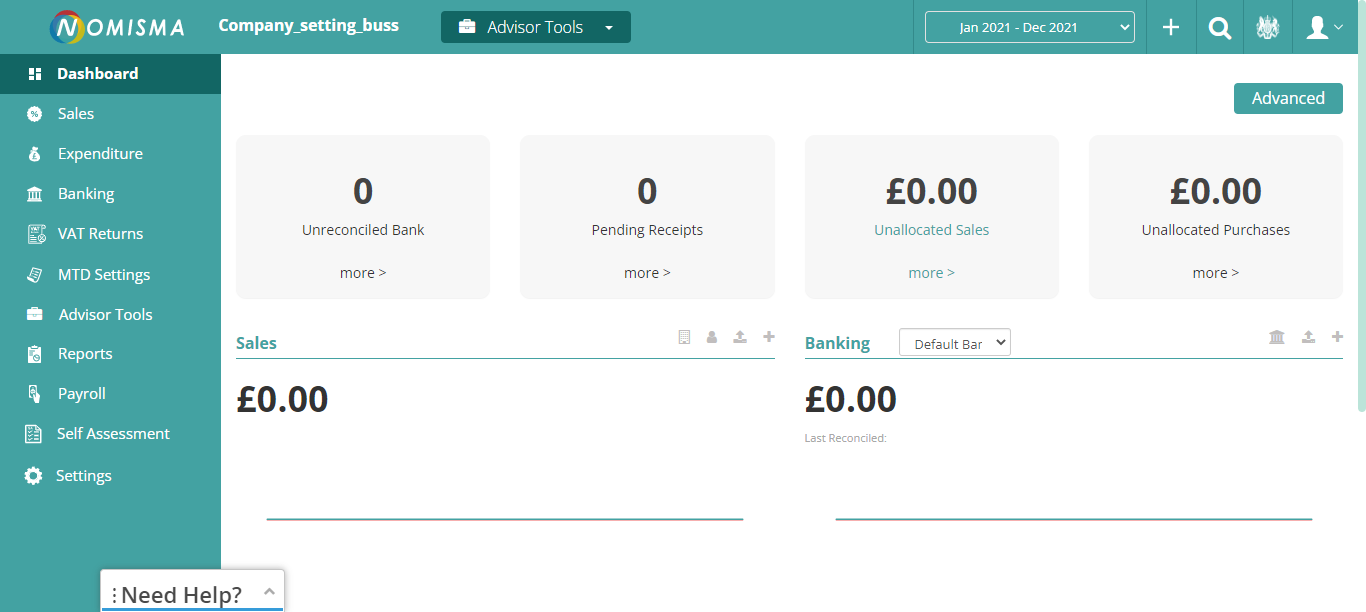 NOMISMA
Company_setting_buss
Advisor Tools
Jan 2021 - Dec 2021
Dashboard
Sales
Expenditure
Banking
VAT Returns
MTD Settings
Advisor Tools
Reports
Payroll
Self Assessment
Settings
Advanced
0
Unreconciled Bank
more >
0
Pending Receipts
more >
£0.00
Unallocated Sales
more >
£0.00
Unallocated Purchases
more >
Sales
£0.00
Banking
Default Bar
£0.00
Last Reconciled:
Need Help?